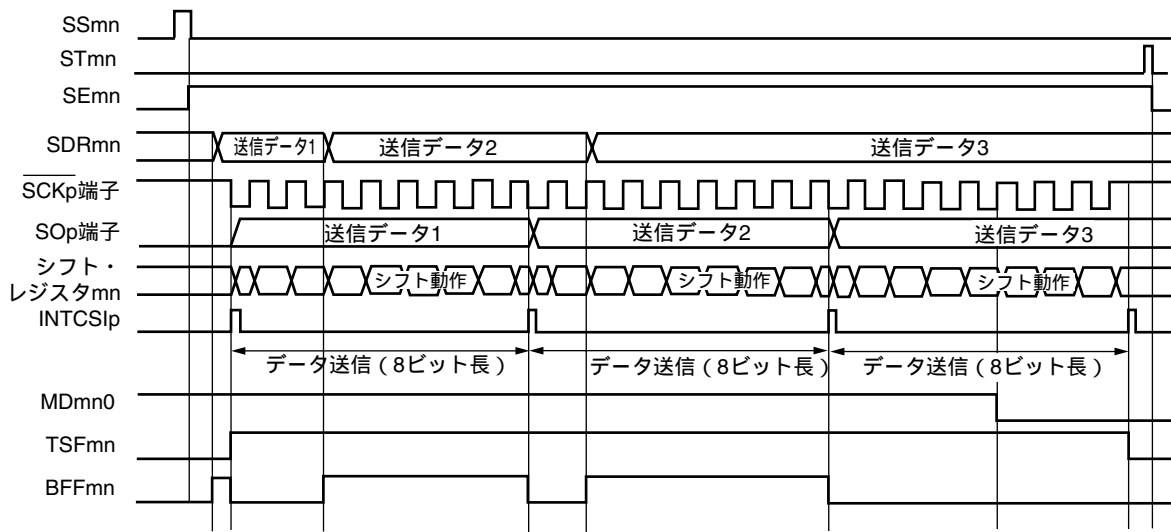 SSmn
STmn
SEmn
SDRmn 送信データ1 送信データ2 送信データ3
SCKp端子
SOp端子 送信データ1 送信データ2 送信データ3
シフト・
レジスタmn シフト動作 シフト動作 シフト動作
INTCSIp
データ送信（8ビット長） データ送信（8ビット長） データ送信（8ビット長）
MDmn0
TSFmn
BFFmn